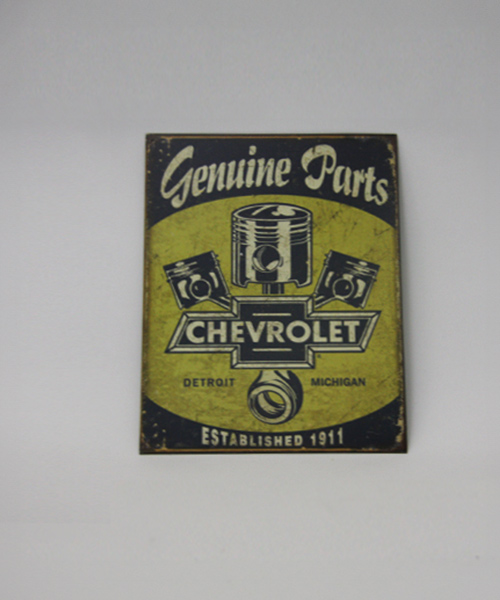 Genuine Parts
CHEVROLET
DETROIT MICHIGAN
ESTABLISHED 1911